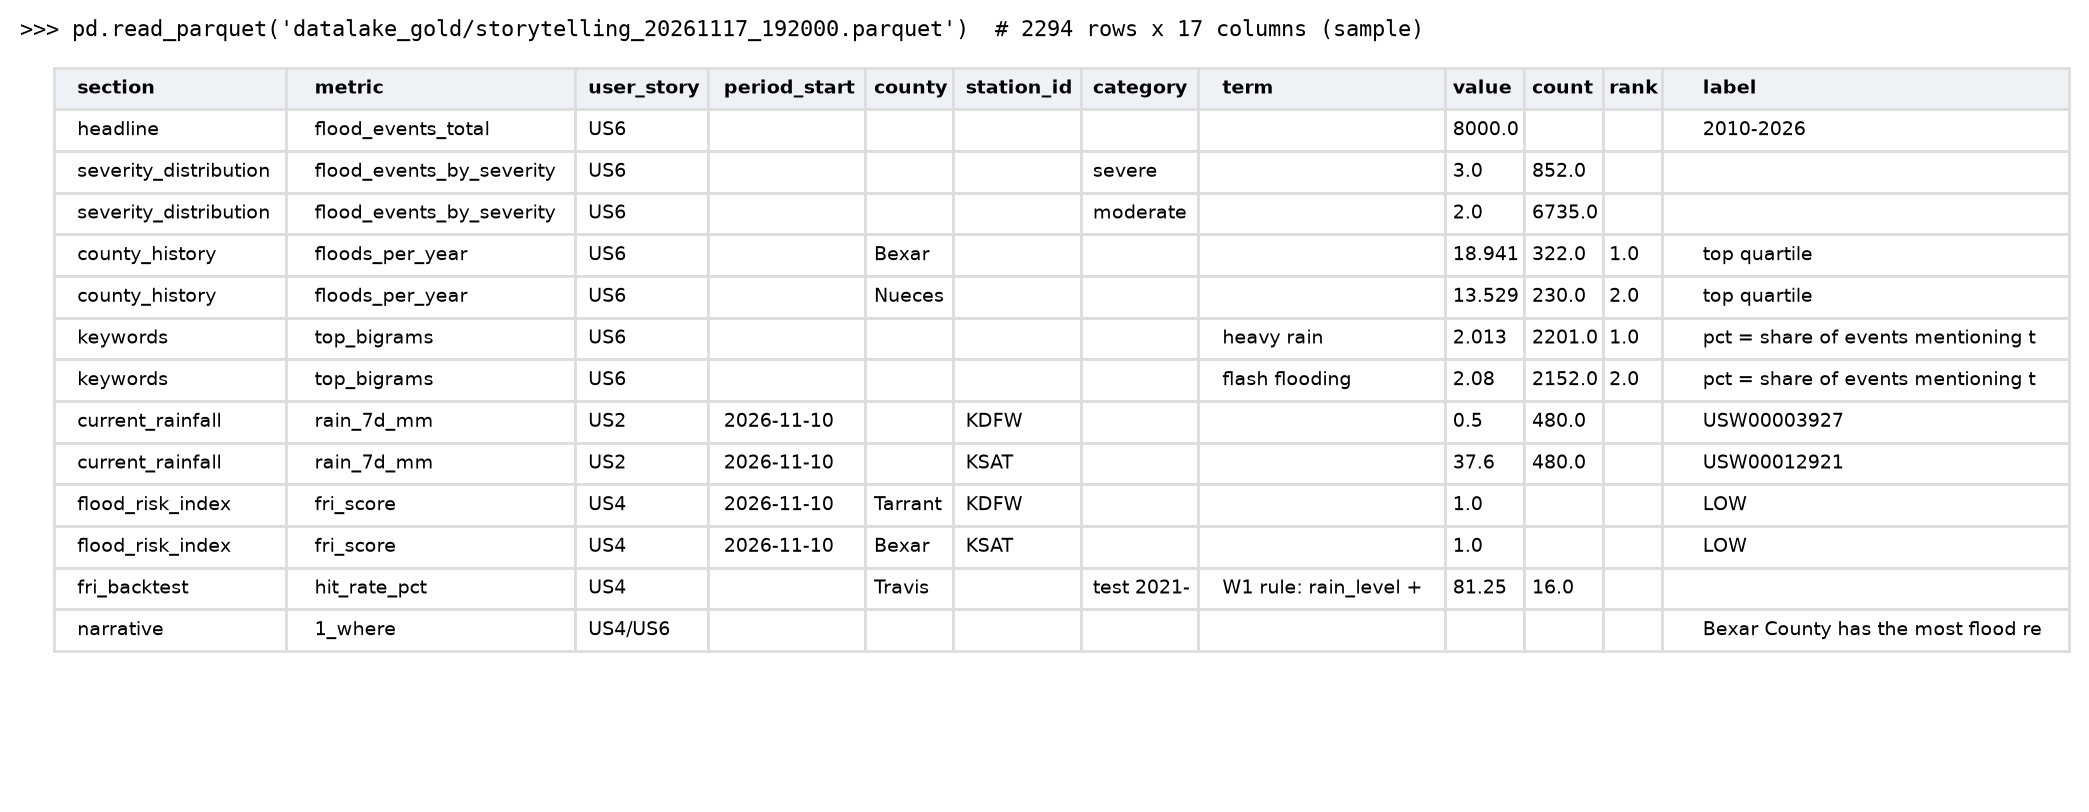 >>> pd.read_parquet('datalake_gold/storytelling_20261117_192000.parquet')  # 2294 rows x 17 columns (sample)
section metric user_story period_start county station_id category term value count rank label
headline flood_events_total US6 8000.0 2010-2026
severity_distribution flood_events_by_severity US6 severe 3.0 852.0
severity_distribution flood_events_by_severity US6 moderate 2.0 6735.0
county_history floods_per_year US6 Bexar 18.941 322.0 1.0 top quartile
county_history floods_per_year US6 Nueces 13.529 230.0 2.0 top quartile
keywords top_bigrams US6 heavy rain 2.013 2201.0 1.0 pct = share of events mentioning t
keywords top_bigrams US6 flash flooding 2.08 2152.0 2.0 pct = share of events mentioning t
current_rainfall rain_7d_mm US2 2026-11-10 KDFW 0.5 480.0 USW00003927
current_rainfall rain_7d_mm US2 2026-11-10 KSAT 37.6 480.0 USW00012921
flood_risk_index fri_score US4 2026-11-10 Tarrant KDFW 1.0 LOW
flood_risk_index fri_score US4 2026-11-10 Bexar KSAT 1.0 LOW
fri_backtest hit_rate_pct US4 Travis test 2021- W1 rule: rain_level + 81.25 16.0
narrative 1_where US4/US6 Bexar County has the most flood re